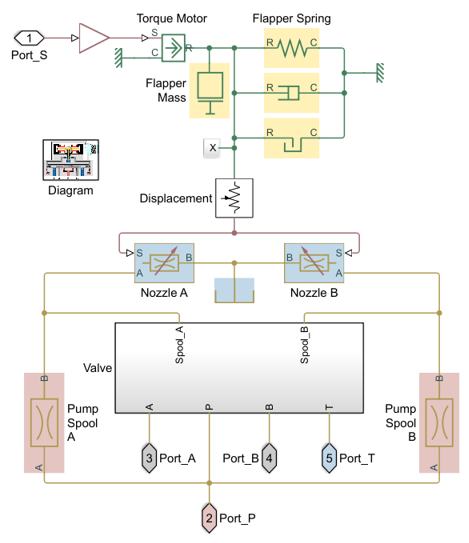 Torque Motor
Flapper Spring
1
Port_S
S
C
R
R
C
Flapper
Mass
R
C
R
C
X
Diagram
Displacement
S
A
B
Nozzle A
B
S
A
Nozzle B
Spool_A
Spool_B
Valve
A
P
B
T
B
A
Pump
Spool
A
Pump
Spool
B
B
A
3
Port_A
Port_B
4
5
Port_T
2
Port_P